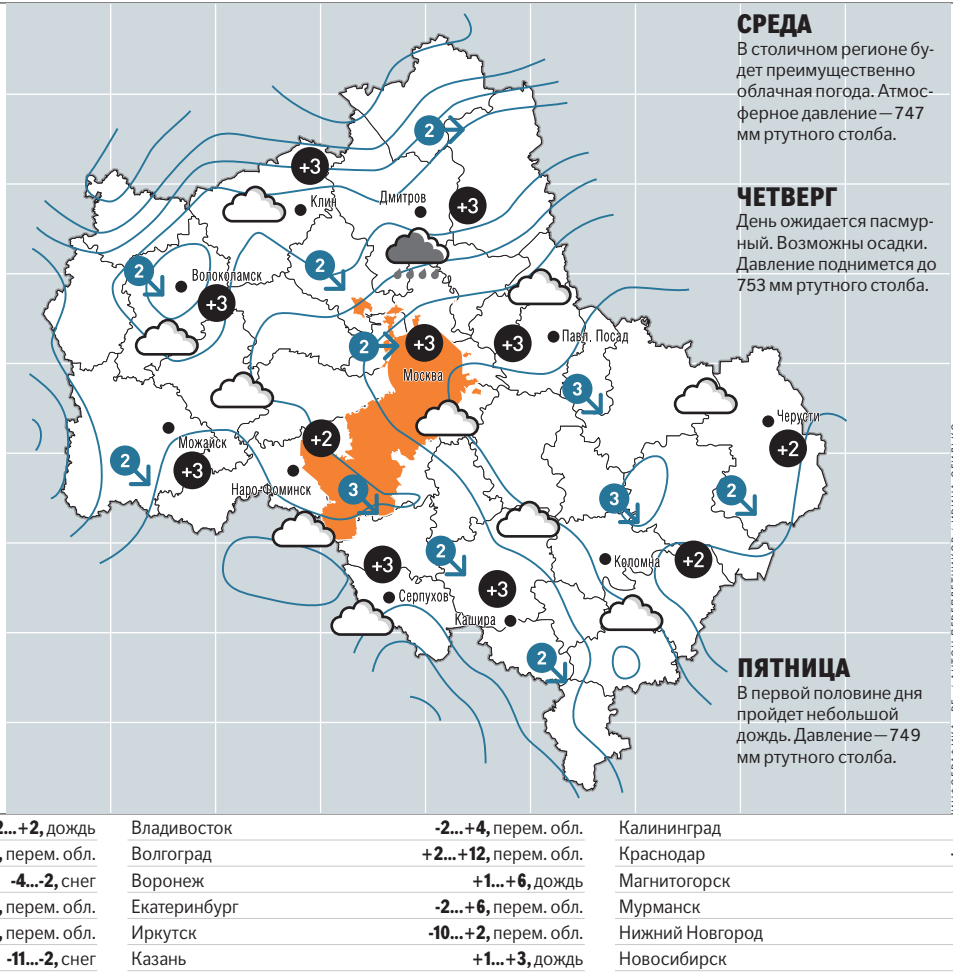 СРЕДА
В столичном регионе бу-
дет преимущественно
облачная погода. Атмос-
ферное давление — 747
мм ртутного столба.
ЧЕТВЕРГ
День ожидается пасмур-
ный. Возможны осадки.
Давление поднимется до
753 мм ртутного столба.
2
+3
Клин
Дмитров
+3
2
Волоколамск
2
+3
2
+3
Москва
+3
Павл. Посад
3
Черусти
+2
Можайск
2
+3
+2
Наро-Фоминск
3
3
2
+3
Серпухов
2
+3
Кашира
Коломна
+2
2
ПЯТНИЦА
В первой половине дня
пройдет небольшой
дождь. Давление — 749
мм ртутного столба.
2...+2, дождь
Владивосток -2...+4, перем. обл.
Калининград
, перем. обл.
Волгоград +2...+12, перем. обл.
Краснодар
-4...-2, снег
Воронеж +1...+6, дождь
Магнитогорск
, перем. обл.
Екатеринбург -2...+6, перем. обл.
Мурманск
, перем. обл.
Иркутск -10...+2, перем. обл.
Нижний Новгород
-11...-2, снег
Казань +1...+3, дождь
Новосибирск